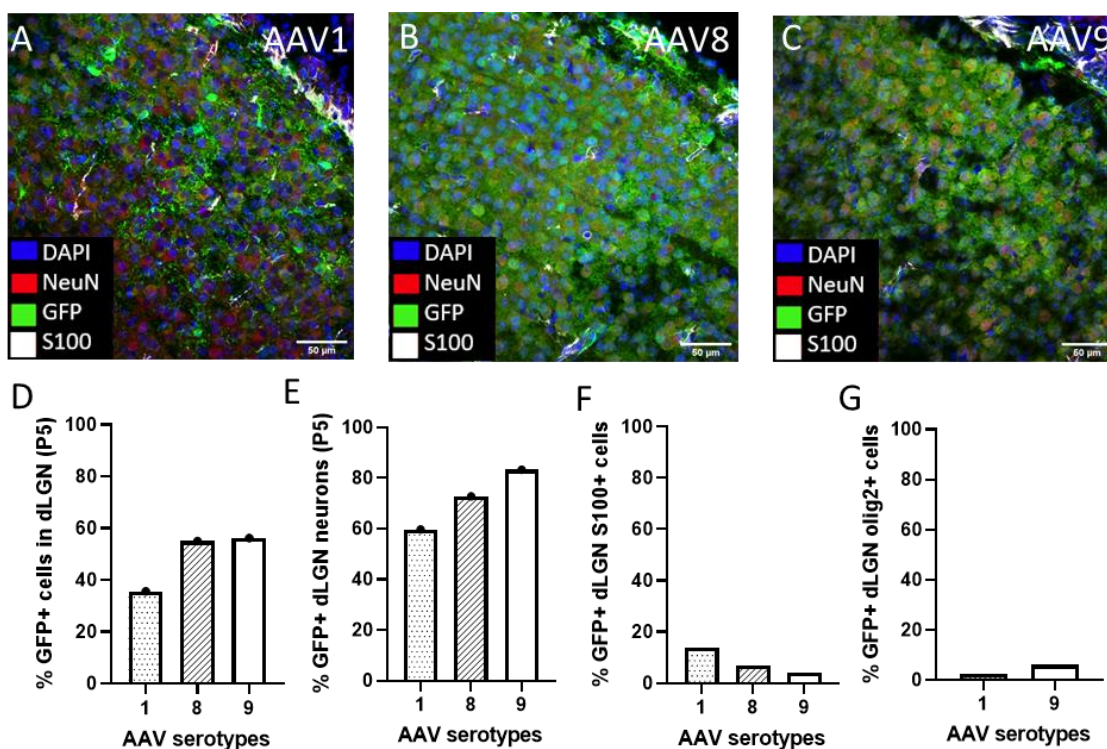 A
AAV1
DAPI
NeuN
GFP
S100
50 µm
B
AAV8
DAPI
NeuN
GFP
S100
50 µm
C
AAV9
DAPI
NeuN
GFP
S100
50 µm
D
% GFP+ cells in dLGN (P5)
100
80
60
40
20
0
1 8 9
AAV serotypes
E
% GFP+ dLGN neurons (P5)
100
80
60
40
20
0
1 8 9
AAV serotypes
F
% GFP+ dLGN S100+ cells
100
80
60
40
20
0
1 8 9
AAV serotypes
G
% GFP+ dLGN olig2+ cells
100
80
60
40
20
0
1 9
AAV serotypes